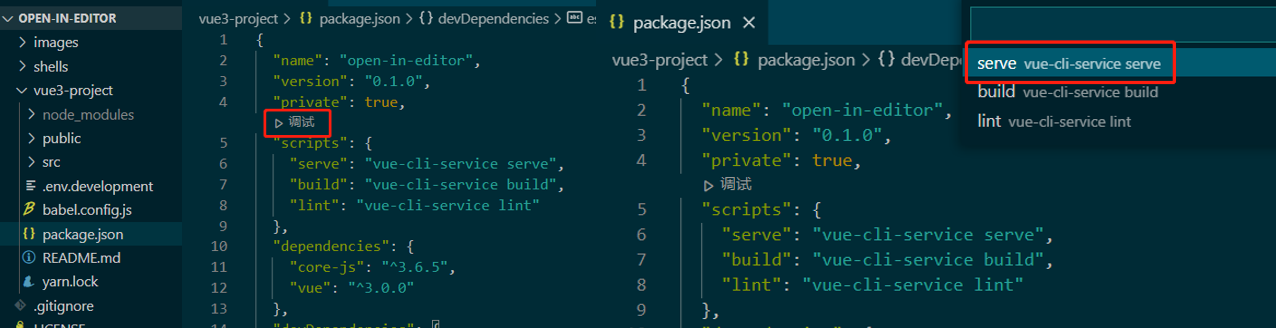 OPEN-IN-EDITOR
images
shells
vue3-project
node_modules
public
src
.env.development
babel.config.js
package.json
README.md
yarn.lock
.gitignore
LICENSE
vue3-project > {} package.json > {} devDependencies > abc es
1 {
2 "name": "open-in-editor",
3 "version": "0.1.0",
4 "private": true,
▷ 调试
5 "scripts": {
6 "serve": "vue-cli-service serve",
7 "build": "vue-cli-service build",
8 "lint": "vue-cli-service lint"
9 },
10 "dependencies": {
11 "core-js": "^3.6.5",
12 "vue": "^3.0.0"
13 },
14 "devDependencies": {
{} package.json ×
vue3-project > {} package.json > {} devDepe
1 {
2 "name": "open-in-editor",
3 "version": "0.1.0",
4 "private": true,
▷ 调试
5 "scripts": {
6 "serve": "vue-cli-service serve",
7 "build": "vue-cli-service build",
8 "lint": "vue-cli-service lint"
9 },
serve vue-cli-service serve
build vue-cli-service build
lint vue-cli-service lint